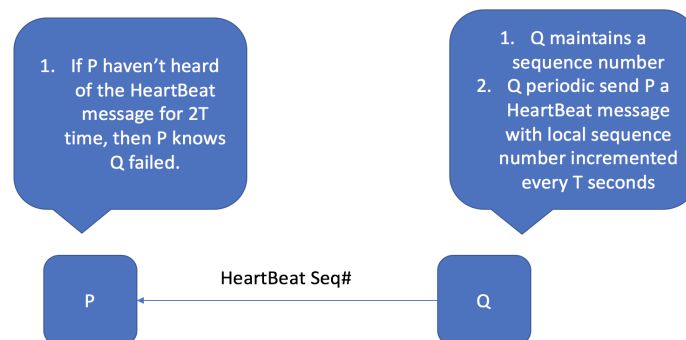 1. If P haven't heard
of the HeartBeat
message for 2T
time, then P knows
Q failed.
1. Q maintains a
sequence number
2. Q periodic send P a
HeartBeat message
with local sequence
number incremented
every T seconds
HeartBeat Seq#
P
Q